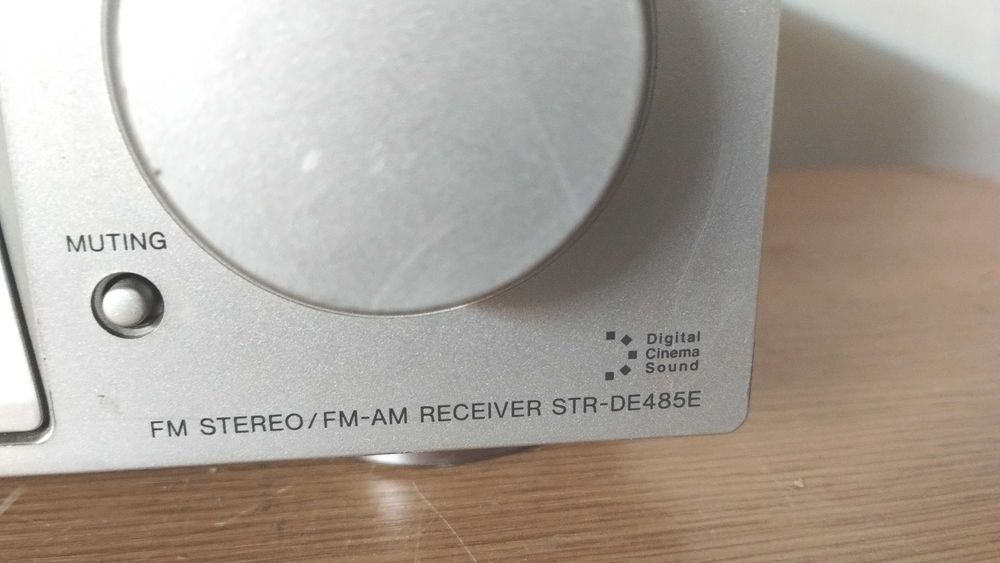 MUTING
Digital
Cinema
Sound
FM STEREO/FM-AM RECEIVER STR-DE485E